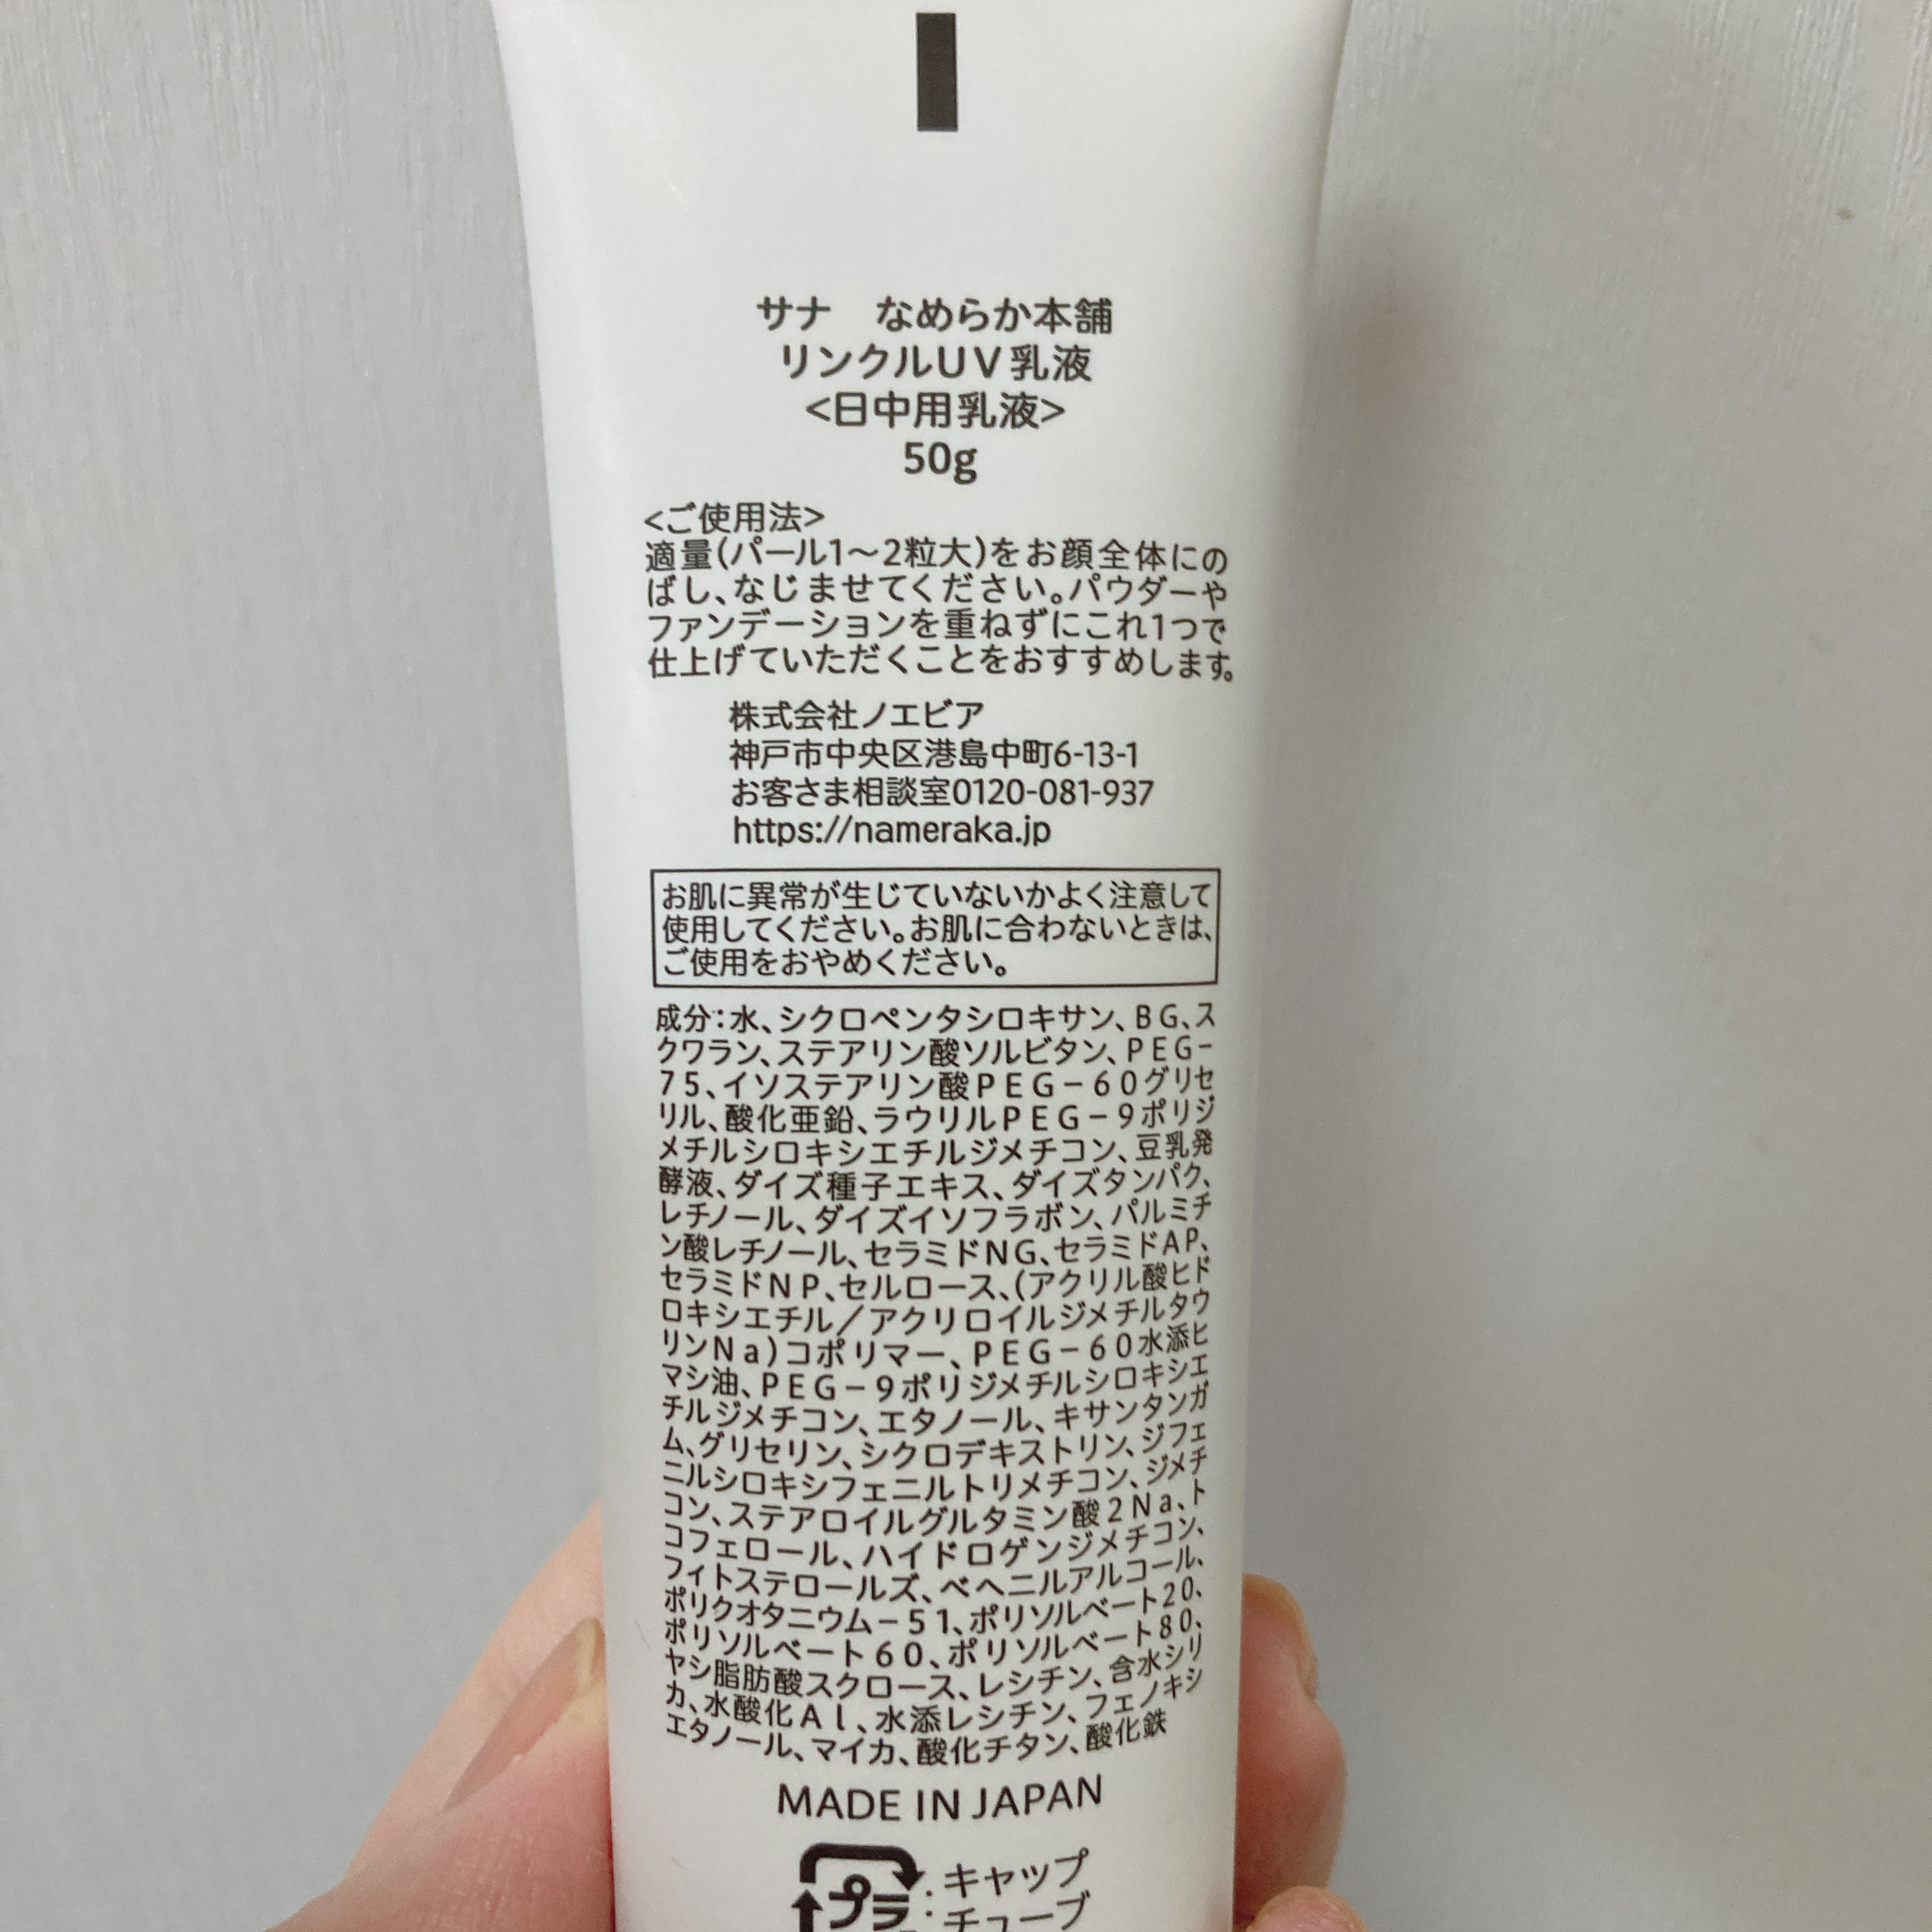 サナ　なめらか本舗
リンクルUV乳液
<日中用乳液>
50g
<ご使用法>
適量(パール1～2粒大)をお顔全体にの
ばし、なじませてください。パウダーや
ファンデーションを重ねずにこれ1つで
仕上げていただくことをおすすめします。
株式会社ノエビア
神戸市中央区港島中町6-13-1
お客さま相談室0120-081-937
https://nameraka.jp
お肌に異常が生じていないかよく注意して
使用してください。お肌に合わないときは、
ご使用をおやめください。
成分：水、シクロペンタシロキサン、BG、ス
クワラン、ステアリン酸ソルビタン、PEG－
75、イソステアリン酸PEG－60グリセ
リル、酸化亜鉛、ラウリルPEG－9ポリジ
メチルシロキシエチルジメチコン、豆乳発
酵液、ダイズ種子エキス、ダイズタンパク、
レチノール、ダイズイソフラボン、パルミチ
ン酸レチノール、セラミドNG、セラミドAP、
セラミドNP、セルロース、(アクリル酸ヒド
ロキシエチル／アクリロイルジメチルタウ
リンNa)コポリマー、PEG－60水添ヒ
マシ油、PEG－9ポリジメチルシロキシエ
チルジメチコン、エタノール、キサンタンガ
ム、グリセリン、シクロデキストリン、ジフェ
ニルシロキシフェニルトリメチコン、ジメチ
コン、ステアロイルグルタミン酸2Na、ト
コフェロール、ハイドロゲンジメチコン、
フィトステロールズ、ベヘニルアルコール、
ポリクオタニウム－51、ポリソルベート20、
ポリソルベート60、ポリソルベート80、
ヤシ脂肪酸スクロース、レシチン、含水シリ
カ、水酸化Al、水添レシチン、フェノキシ
エタノール、マイカ、酸化チタン、酸化鉄
MADE IN JAPAN
プラ：キャップ
：チューブ